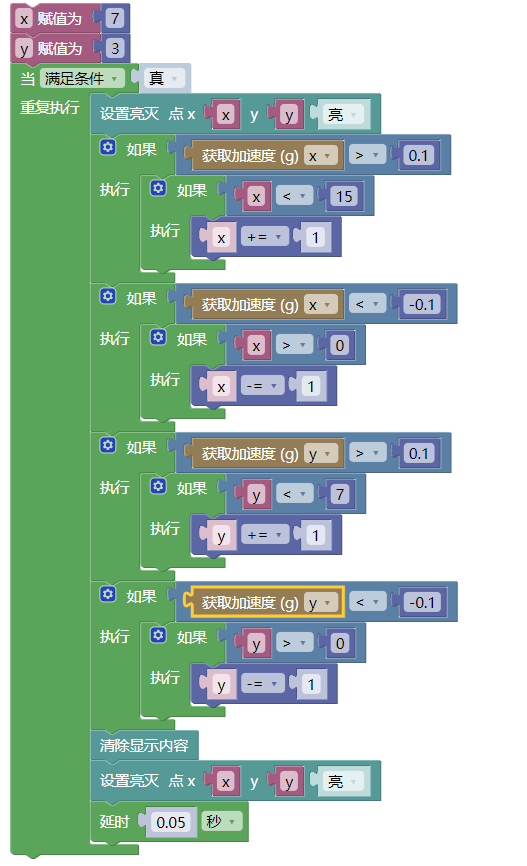 x 赋值为 7
y 赋值为 3
当 满足条件 真
重复执行
设置亮灭 点 x x y y 亮
如果 获取加速度 (g) x > 0.1
执行 如果 x < 15
执行 x += 1
如果 获取加速度 (g) x < -0.1
执行 如果 x > 0
执行 x -= 1
如果 获取加速度 (g) y > 0.1
执行 如果 y < 7
执行 y += 1
如果 获取加速度 (g) y < -0.1
执行 如果 y > 0
执行 y -= 1
清除显示内容
设置亮灭 点 x x y y 亮
延时 0.05 秒